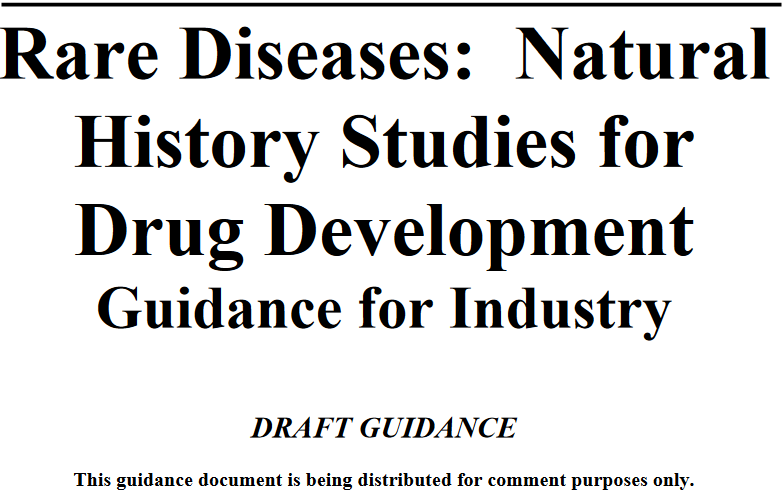 Rare Diseases:  Natural
History Studies for
Drug Development
Guidance for Industry
DRAFT GUIDANCE
This guidance document is being distributed for comment purposes only.